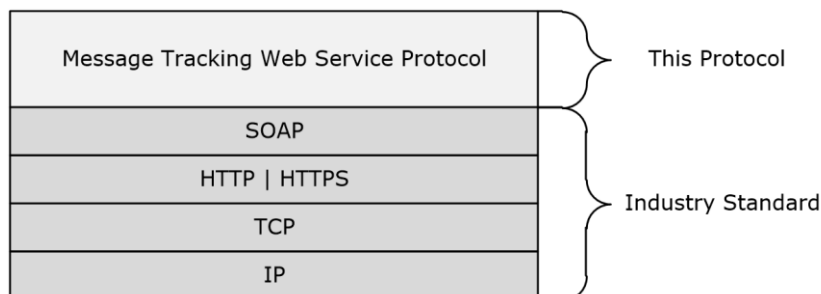 Message Tracking Web Service Protocol
This Protocol
SOAP
HTTP | HTTPS
TCP
IP
Industry Standard